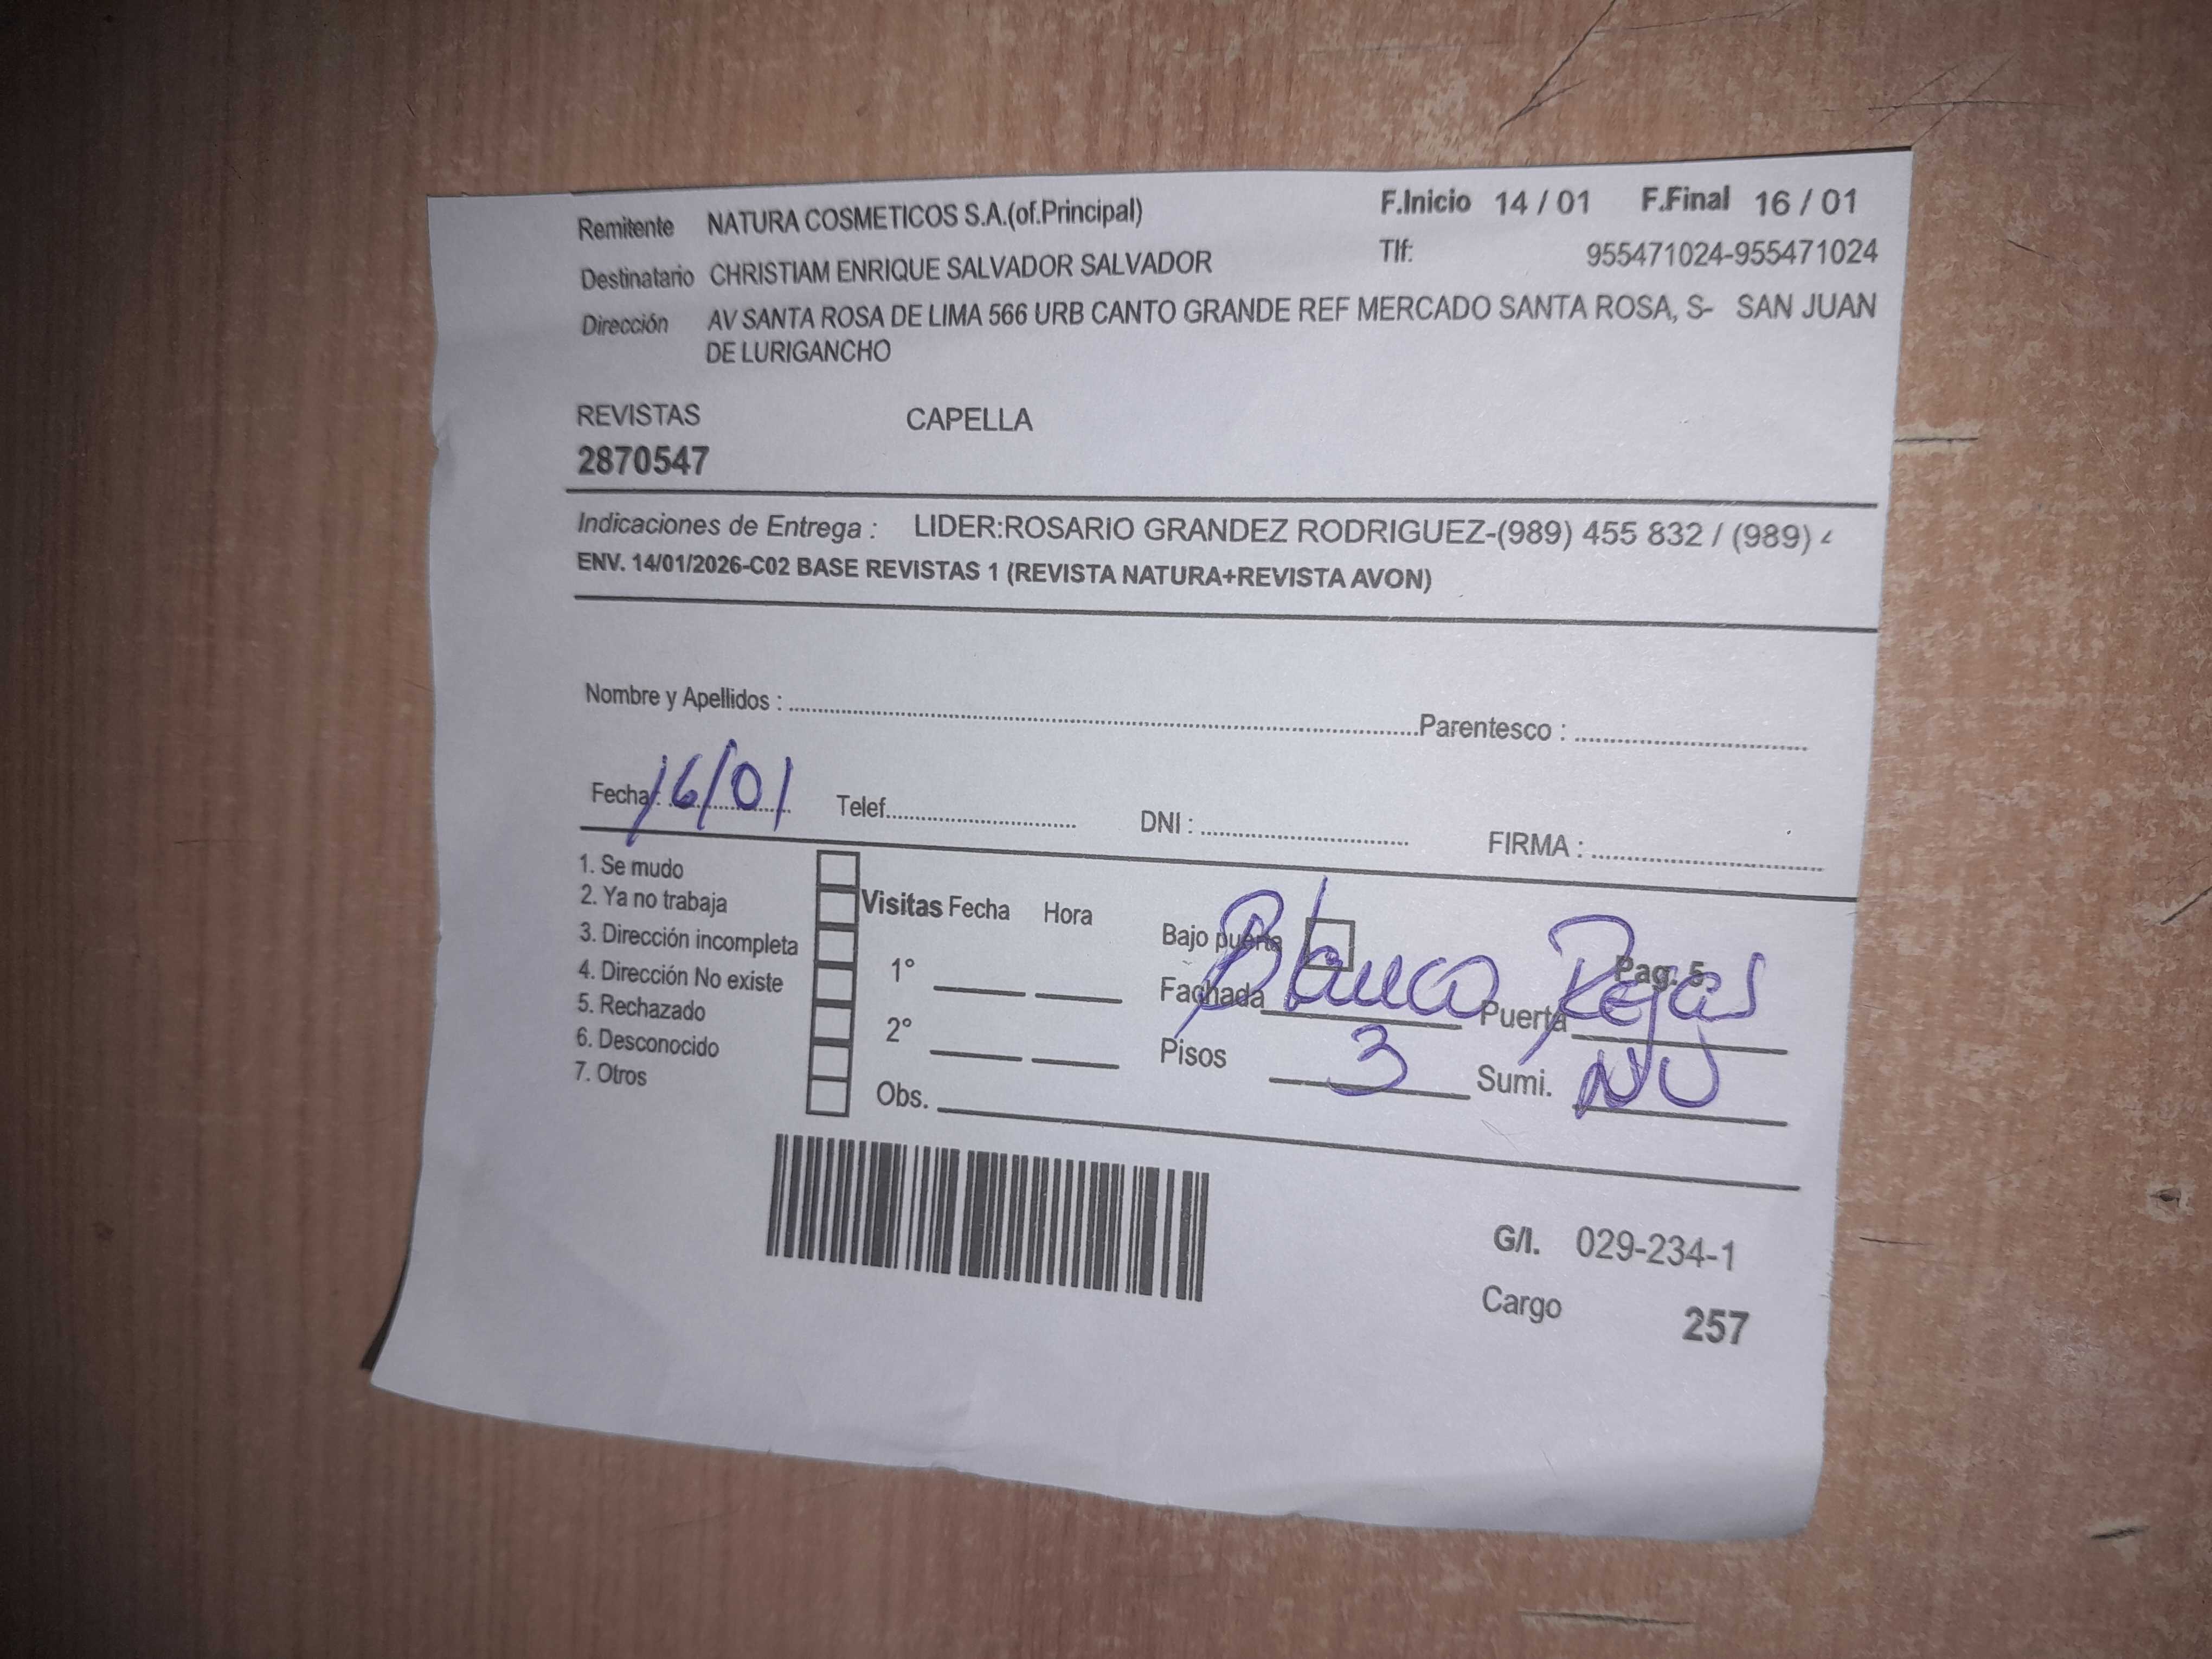 Remitente NATURA COSMETICOS S.A.(of.Principal) F.Inicio 14 / 01 F.Final 16 / 01
Destinatario CHRISTIAM ENRIQUE SALVADOR SALVADOR Tlf: 955471024-955471024
Dirección AV SANTA ROSA DE LIMA 566 URB CANTO GRANDE REF MERCADO SANTA ROSA, S- SAN JUAN
DE LURIGANCHO
REVISTAS CAPELLA
2870547
Indicaciones de Entrega : LIDER:ROSARIO GRANDEZ RODRIGUEZ-(989) 455 832 / (989)
ENV. 14/01/2026-C02 BASE REVISTAS 1 (REVISTA NATURA+REVISTA AVON)
Nombre y Apellidos : Parentesco :
Fecha: 16/01 Telef. DNI : FIRMA :
1. Se mudo
2. Ya no trabaja
3. Dirección incompleta
4. Dirección No existe
5. Rechazado
6. Desconocido
7. Otros
Visitas Fecha Hora
1°
2°
Obs.
Bajo puerta Pag. 5
Fachada Blanco Puerta Rejas
Pisos 3 Sumi. NU
G/I. 029-234-1
Cargo 257